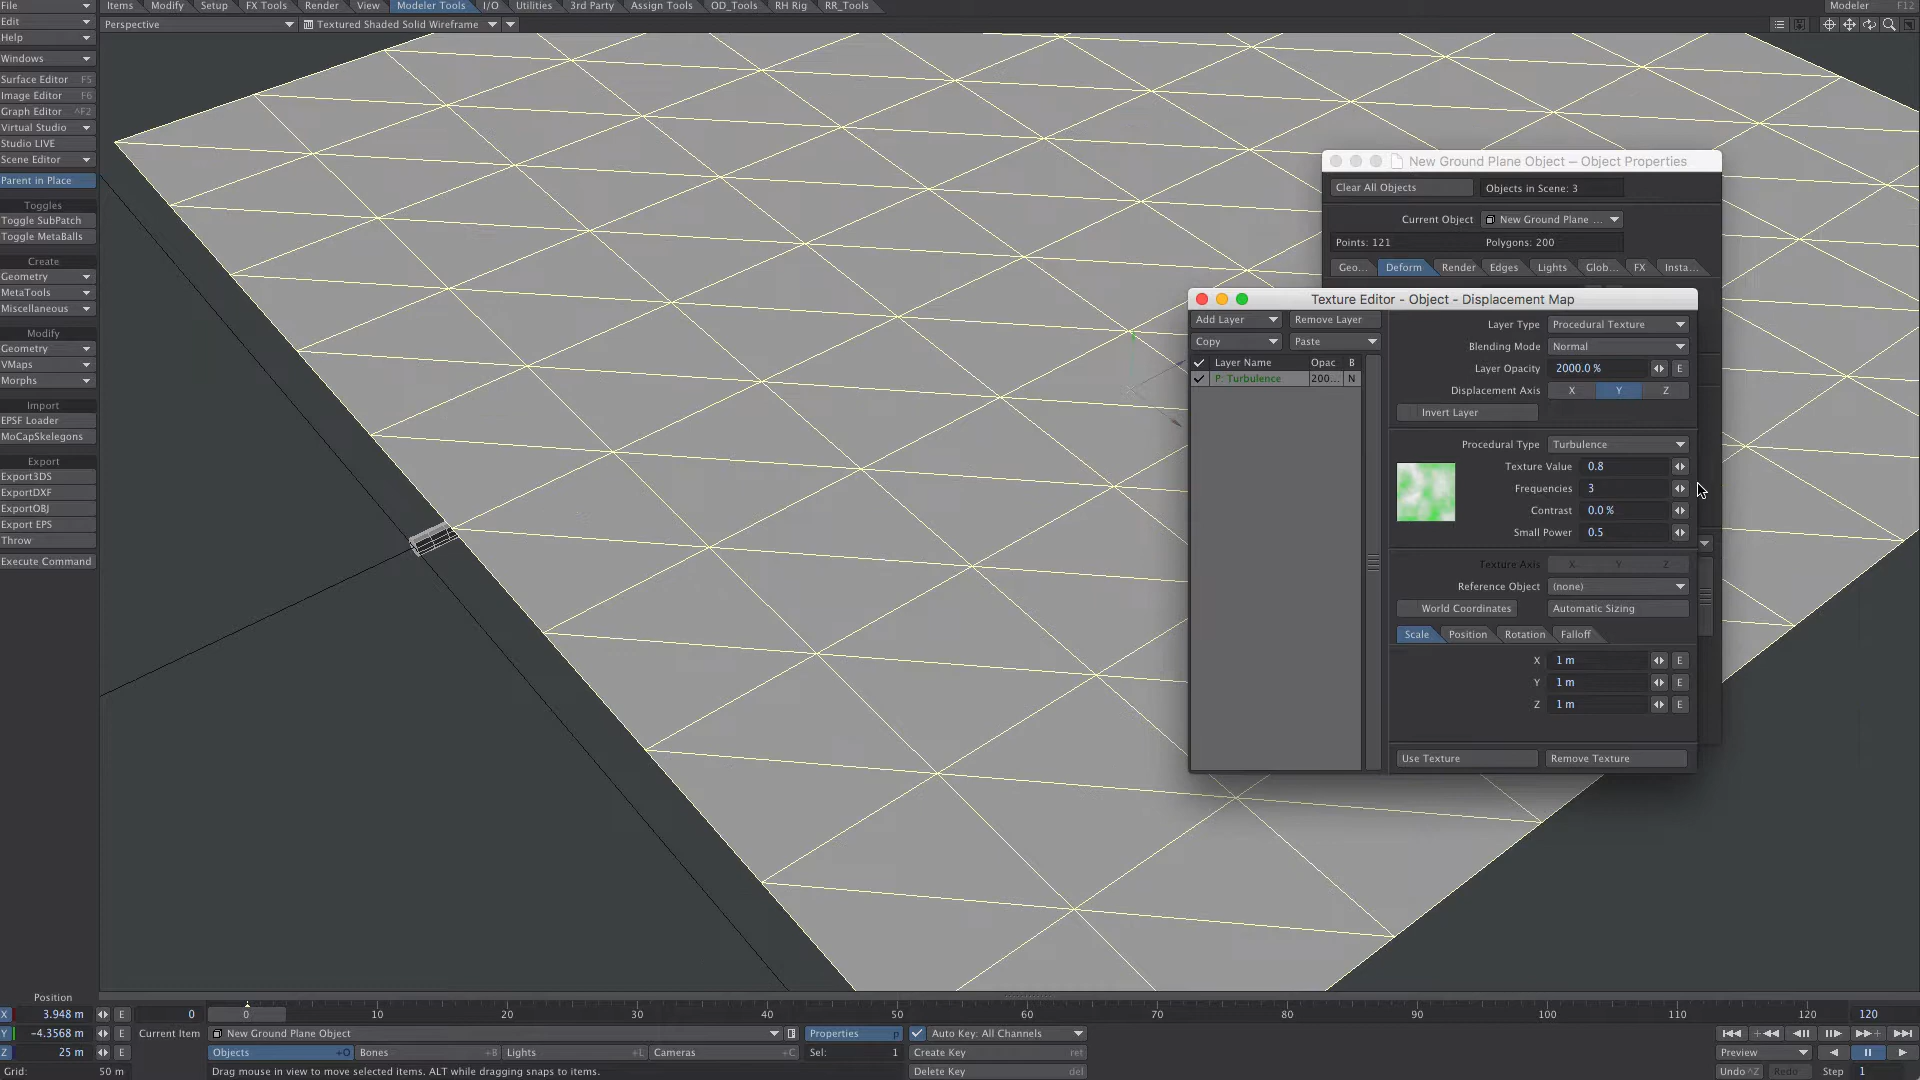 File
Items
Modify
Setup
FX Tools
Render
View
Modeler Tools
I/O
Utilities
3rd Party
Assign Tools
OD_Tools
RH Rig
RR_Tools
Modeler F12
Edit
Perspective
Textured Shaded Solid Wireframe
Help
Windows
Surface Editor F5
Image Editor F6
Graph Editor ^F2
Virtual Studio
Studio LIVE
Scene Editor
Parent in Place
Toggles
Toggle SubPatch
Toggle MetaBalls
Create
Geometry
MetaTools
Miscellaneous
Modify
Geometry
VMaps
Morphs
Import
EPSF Loader
MoCapSkelegons
Export
Export3DS
ExportDXF
ExportOBJ
Export EPS
Throw
Execute Command
New Ground Plane Object — Object Properties
Clear All Objects
Objects in Scene: 3
Current Object
New Ground Plane ...
Points: 121
Polygons: 200
Geo...
Deform
Render
Edges
Lights
Glob...
FX
Insta...
Texture Editor - Object - Displacement Map
Add Layer
Remove Layer
Copy
Paste
Layer Name
Opac
B
P: Turbulence
200...
N
Layer Type
Procedural Texture
Blending Mode
Normal
Layer Opacity
2000.0 %
E
Displacement Axis
X
Y
Z
Invert Layer
Procedural Type
Turbulence
Texture Value
0.8
Frequencies
3
Contrast
0.0 %
Small Power
0.5
Texture Axis
X
Y
Z
Reference Object
(none)
World Coordinates
Automatic Sizing
Scale
Position
Rotation
Falloff
X
1 m
E
Y
1 m
E
Z
1 m
E
Use Texture
Remove Texture
Position
X
3.948 m
E
0
0
10
20
30
40
50
60
70
80
90
100
110
120
120
Y
-4.3568 m
E
Current Item
New Ground Plane Object
Properties p
Auto Key: All Channels
Z
25 m
E
Objects +O
Bones +B
Lights +L
Cameras +C
Sel: 1
Create Key ret
Preview
Grid: 50 m
Drag mouse in view to move selected items. ALT while dragging snaps to items.
Delete Key del
Undo ^Z
Redo
Step 1